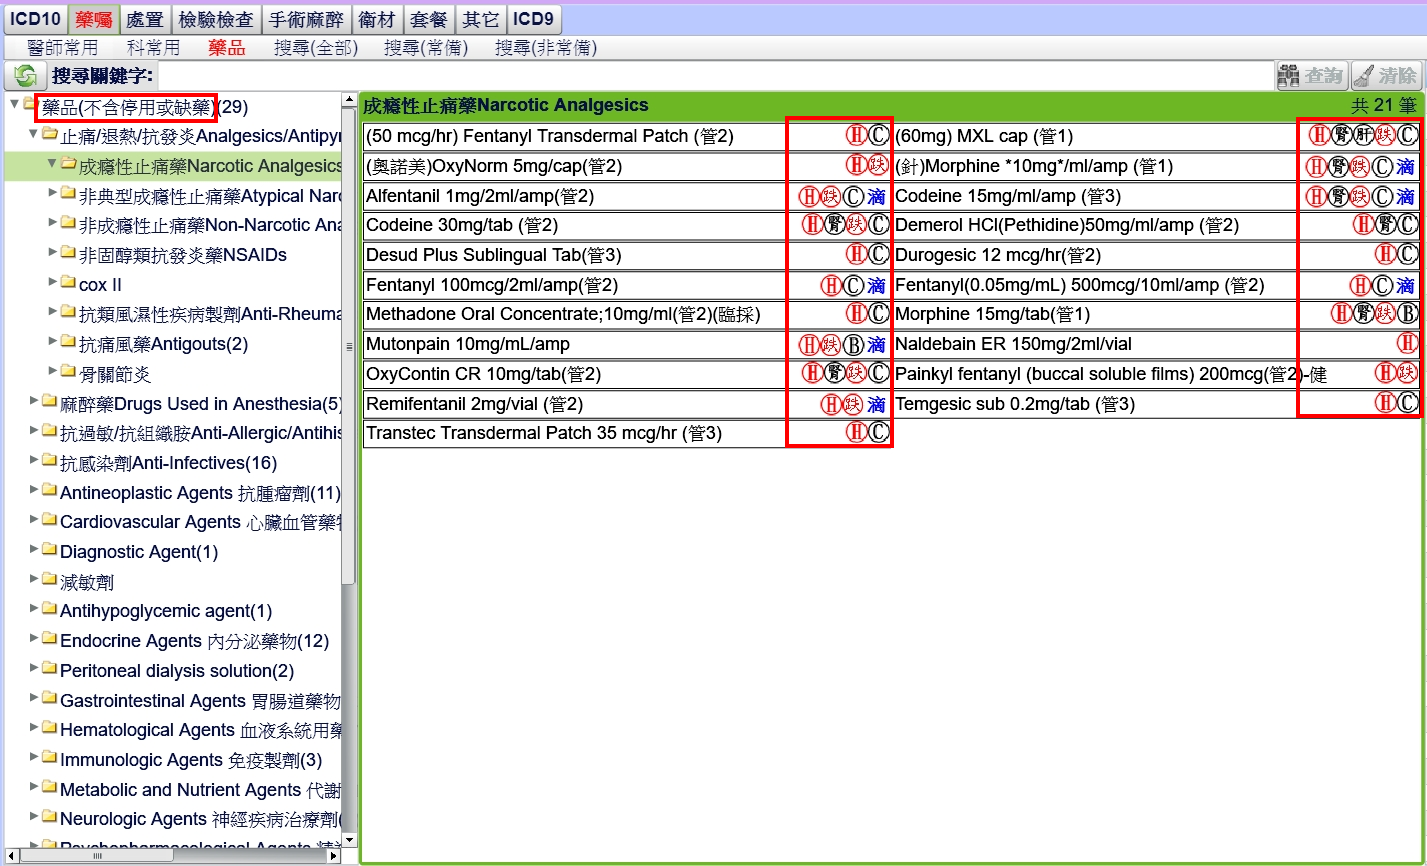 ICD10 藥囑 處置 檢驗檢查 手術麻醉 衛材 套餐 其它 ICD9
醫師常用 科常用 藥品 搜尋(全部) 搜尋(常備) 搜尋(非常備)
搜尋關鍵字: 查詢 清除
藥品(不含停用或缺藥)(29)
止痛/退熱/抗發炎Analgesics/Antipyr
成癮性止痛藥Narcotic Analgesics
非典型成癮性止痛藥Atypical Narc
非成癮性止痛藥Non-Narcotic Ana
非固醇類抗發炎藥NSAIDs
cox II
抗類風濕性疾病製劑Anti-Rheuma
抗痛風藥Antigouts(2)
骨關節炎
麻醉藥Drugs Used in Anesthesia(5)
抗過敏/抗組織胺Anti-Allergic/Antihis
抗感染劑Anti-Infectives(16)
Antineoplastic Agents 抗腫瘤劑(11)
Cardiovascular Agents 心臟血管藥物
Diagnostic Agent(1)
減敏劑
Antihypoglycemic agent(1)
Endocrine Agents 內分泌藥物(12)
Peritoneal dialysis solution(2)
Gastrointestinal Agents 胃腸道藥物
Hematological Agents 血液系統用藥
Immunologic Agents 免疫製劑(3)
Metabolic and Nutrient Agents 代謝
Neurologic Agents 神經疾病治療劑(
Psychopharmacological Agents 精神
成癮性止痛藥Narcotic Analgesics 共 21 筆
(50 mcg/hr) Fentanyl Transdermal Patch (管2) H C (60mg) MXL cap (管1) H 腎 肝 跌 C
(奧諾美)OxyNorm 5mg/cap(管2) H 跌 (針)Morphine *10mg*/ml/amp (管1) H 腎 跌 C 滴
Alfentanil 1mg/2ml/amp(管2) H 跌 C 滴 Codeine 15mg/ml/amp (管3) H 腎 跌 C 滴
Codeine 30mg/tab (管2) H 腎 跌 C Demerol HCl(Pethidine)50mg/ml/amp (管2) H 腎 C
Desud Plus Sublingual Tab(管3) H C Durogesic 12 mcg/hr(管2) H C
Fentanyl 100mcg/2ml/amp(管2) H C 滴 Fentanyl(0.05mg/mL) 500mcg/10ml/amp (管2) H C 滴
Methadone Oral Concentrate;10mg/ml(管2)(臨採) H C Morphine 15mg/tab(管1) H 腎 跌 B
Mutonpain 10mg/mL/amp H 跌 B 滴 Naldebain ER 150mg/2ml/vial H
OxyContin CR 10mg/tab(管2) H 腎 跌 C Painkyl fentanyl (buccal soluble films) 200mcg(管2)-健 H 跌
Remifentanil 2mg/vial (管2) H 跌 滴 Temgesic sub 0.2mg/tab (管3) H C
Transtec Transdermal Patch 35 mcg/hr (管3) H C